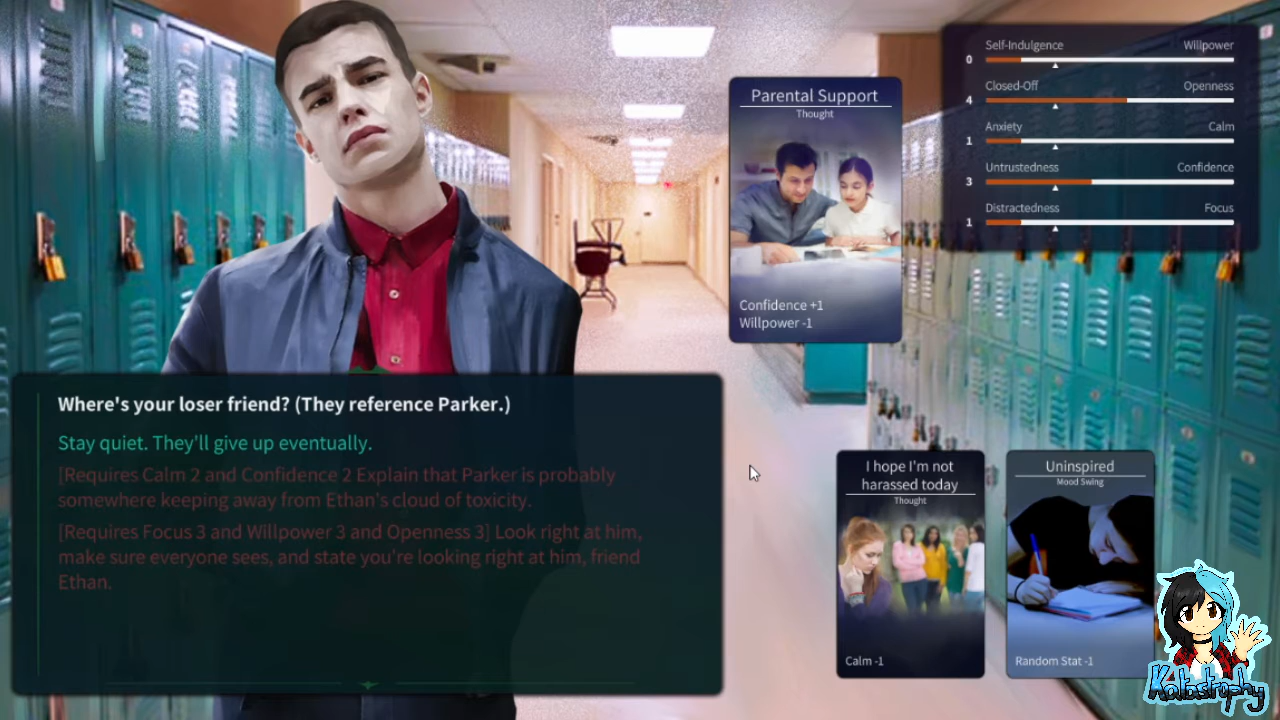 Where's your loser friend? (They reference Parker.)
Stay quiet. They'll give up eventually.
[Requires Calm 2 and Confidence 2 Explain that Parker is probably
somewhere keeping away from Ethan's cloud of toxicity.
[Requires Focus 3 and Willpower 3 and Openness 3] Look right at him,
make sure everyone sees, and state you're looking right at him, friend
Ethan.
Parental Support
Thought
Confidence +1
Willpower -1
Self-Indulgence Willpower
0
Closed-Off Openness
4
Anxiety Calm
1
Untrustedness Confidence
3
Distractedness Focus
1
I hope I'm not
harassed today
Thought
Calm -1
Uninspired
Mood Swing
Random Stat -1
Kolostrophy